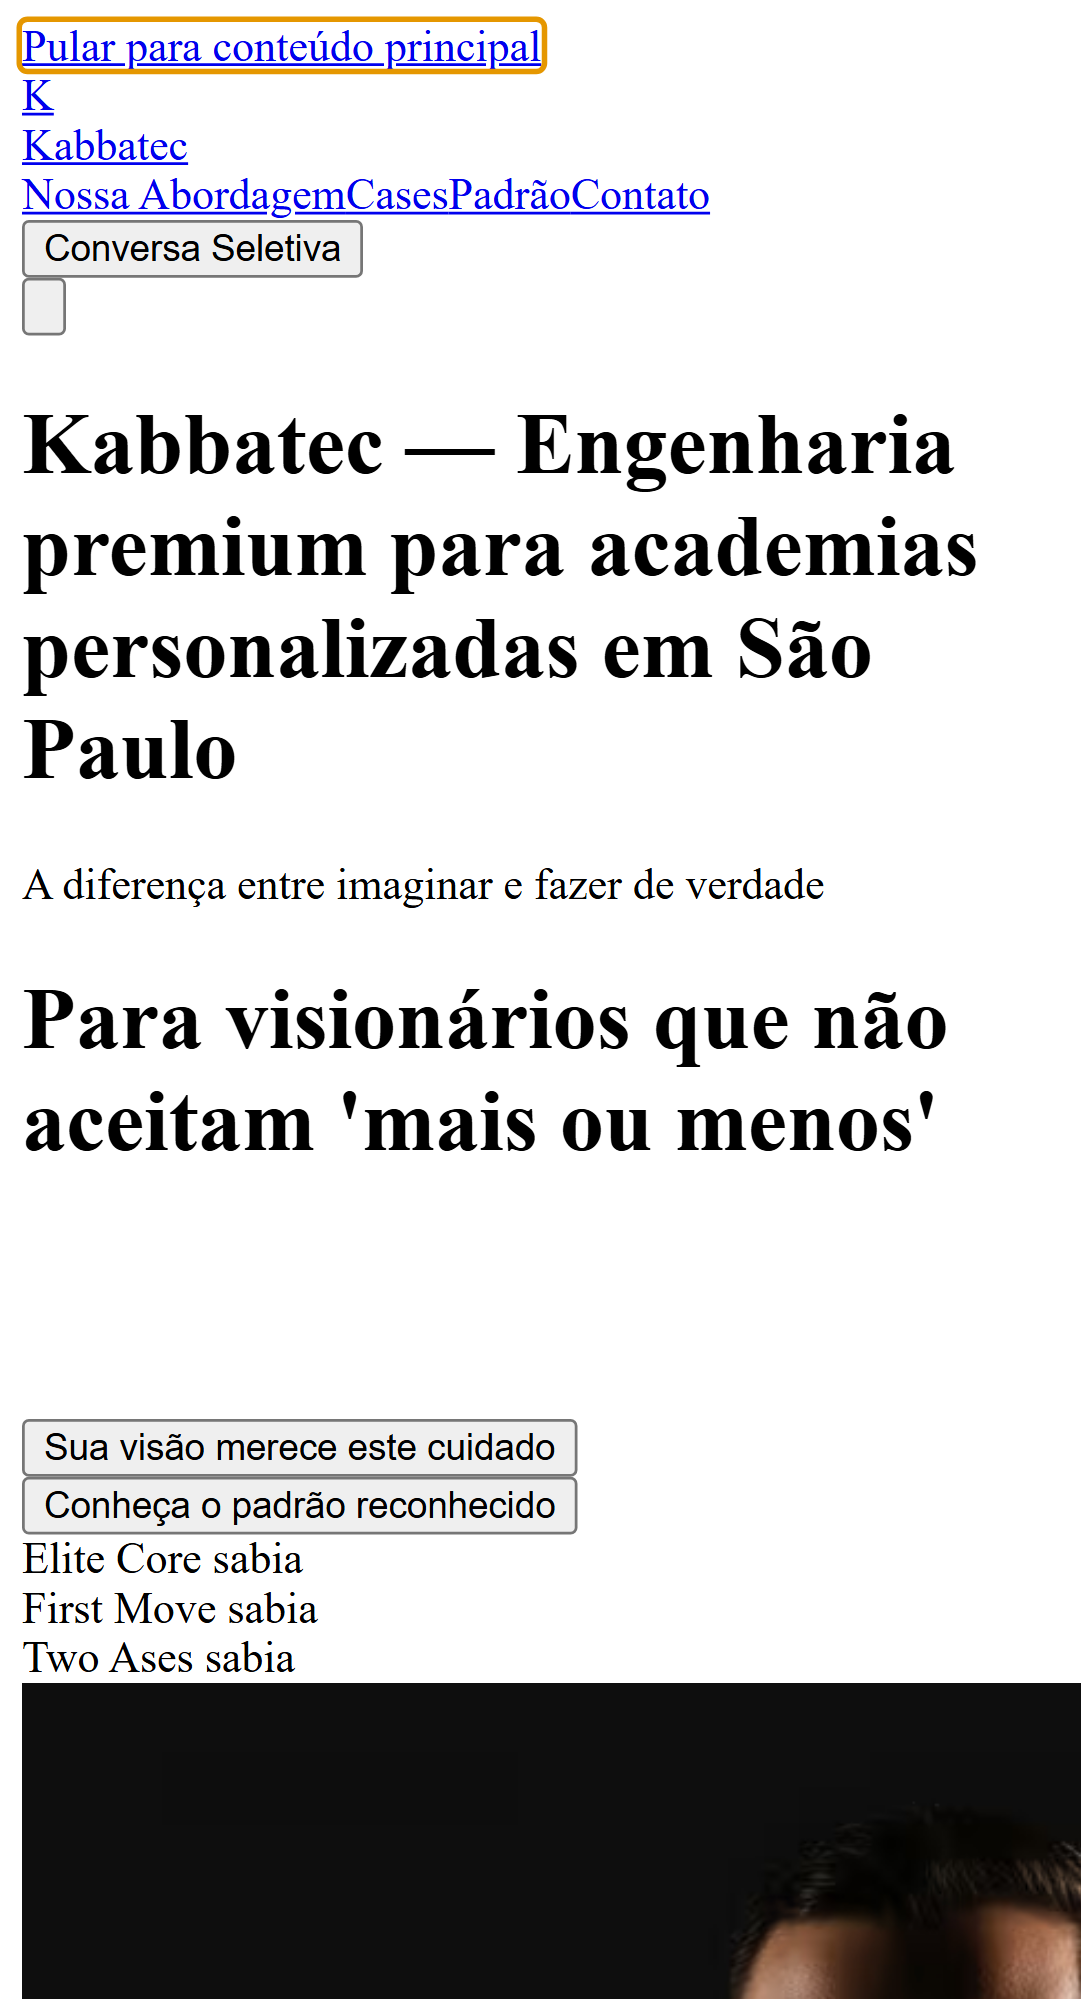 Pular para conteúdo principal
K
Kabbatec
Nossa AbordagemCasesPadrãoContato
Conversa Seletiva
Kabbatec — Engenharia
premium para academias
personalizadas em São
Paulo
A diferença entre imaginar e fazer de verdade
Para visionários que não
aceitam 'mais ou menos'
Sua visão merece este cuidado
Conheça o padrão reconhecido
Elite Core sabia
First Move sabia
Two Ases sabia